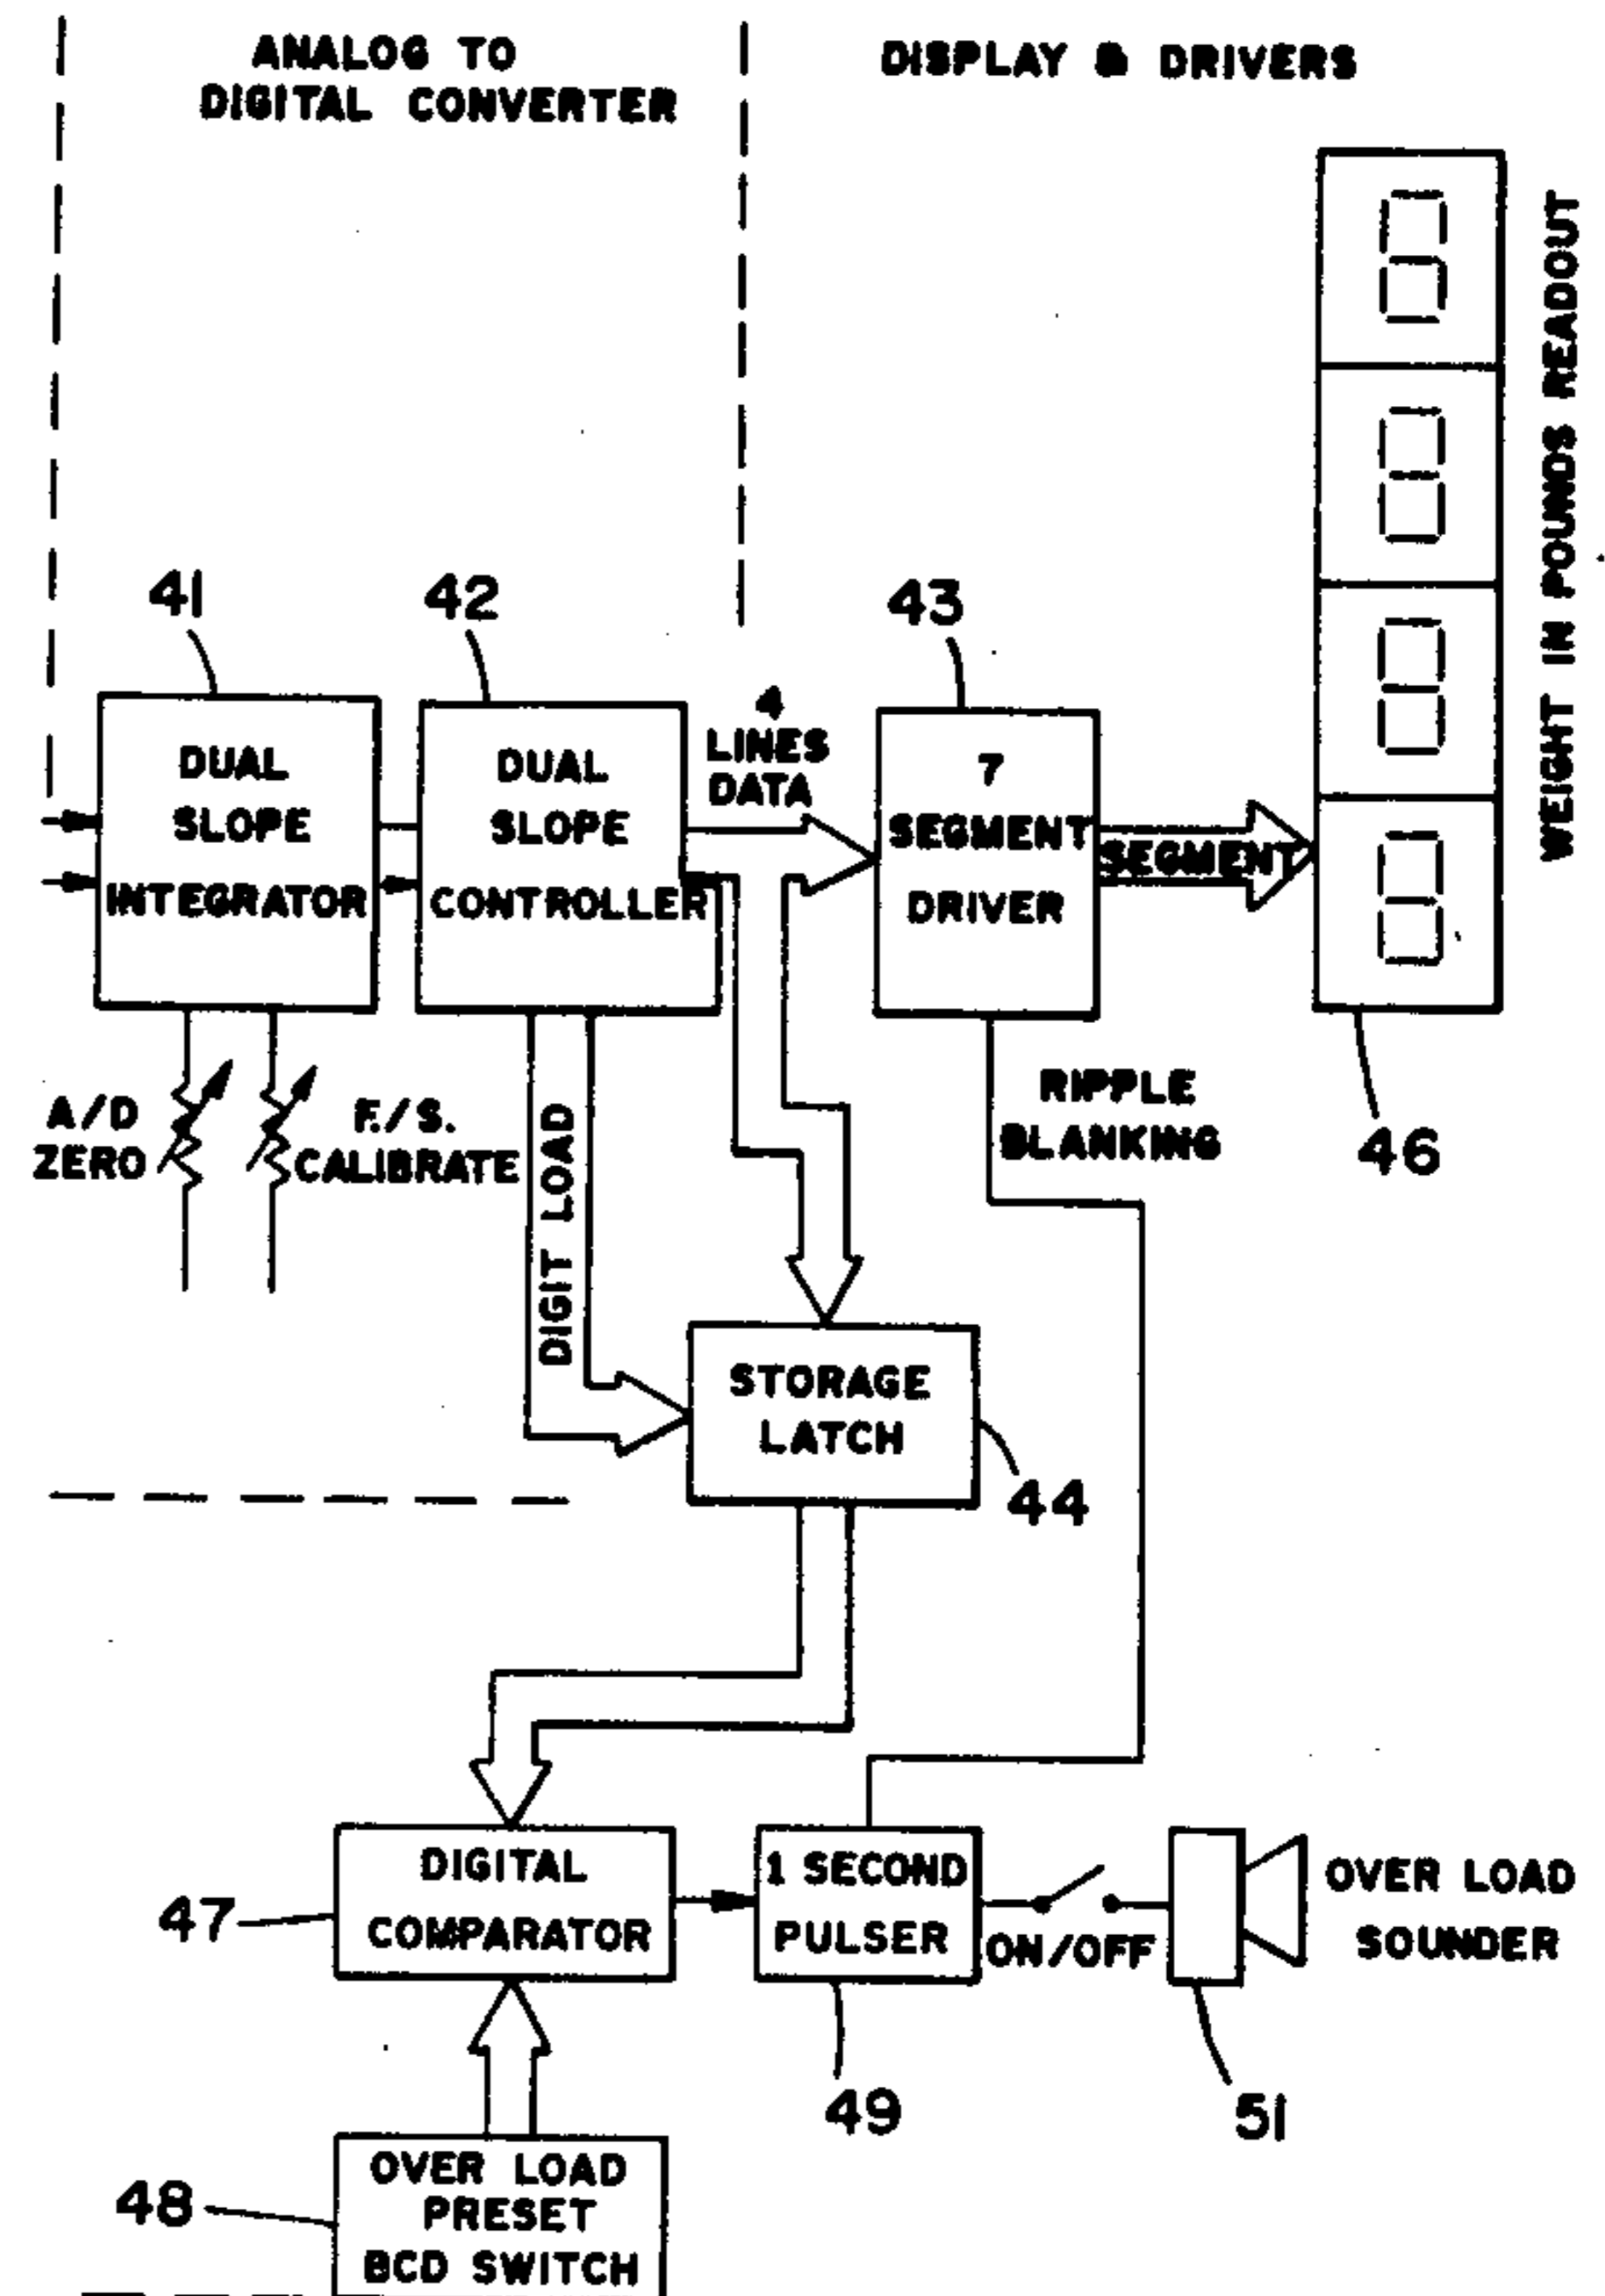 ANALOG TO
DIGITAL CONVERTER
DISPLAY & DRIVERS
WEIGHT IN POUNDS READOUT
41
42
43
DUAL
SLOPE
INTEGRATOR
DUAL
SLOPE
CONTROLLER
4
LINES
DATA
7
SEGMENT
DRIVER
SEGMENT
46
A/D
ZERO
F./S.
CALIBRATE
DIGIT LOAD
RIPPLE
BLANKING
STORAGE
LATCH
44
DIGITAL
COMPARATOR
47
1 SECOND
PULSER
ON/OFF
OVER LOAD
SOUNDER
49
51
48
OVER LOAD
PRESET
BCD SWITCH